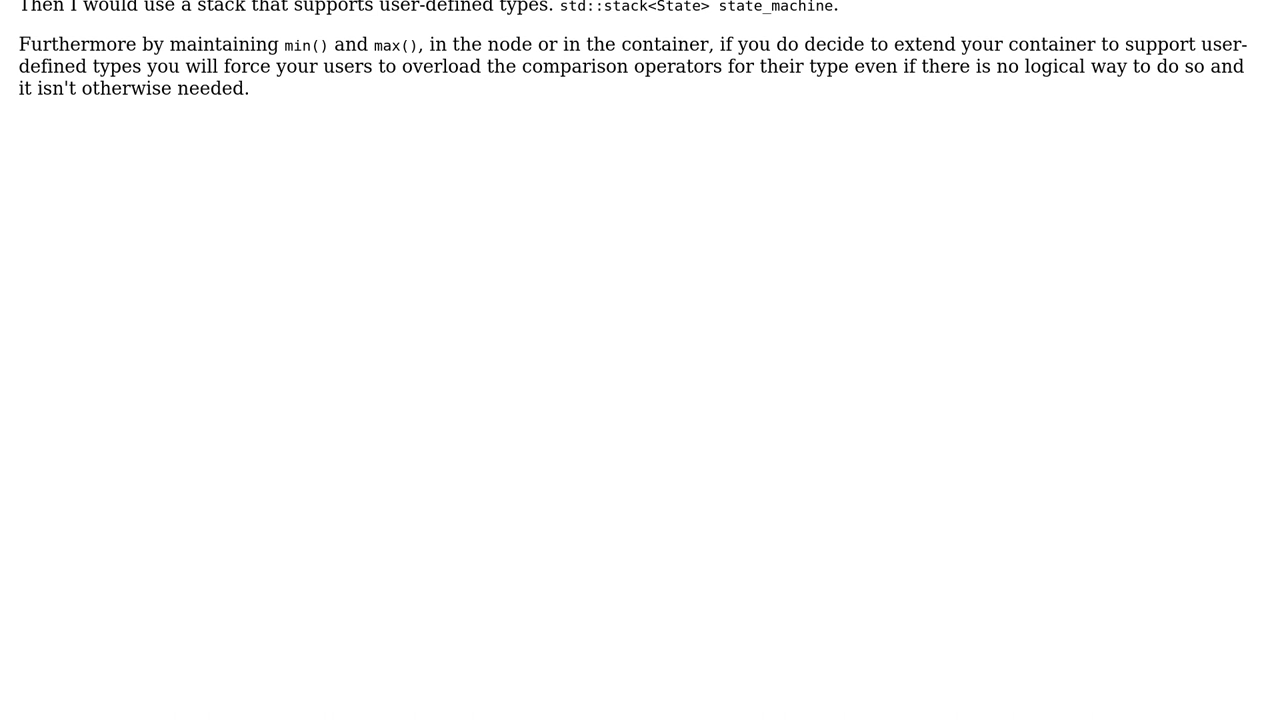 Then I would use a stack that supports user-defined types. std::stack<State> state_machine.
Furthermore by maintaining min() and max(), in the node or in the container, if you do decide to extend your container to support user-
defined types you will force your users to overload the comparison operators for their type even if there is no logical way to do so and
it isn't otherwise needed.